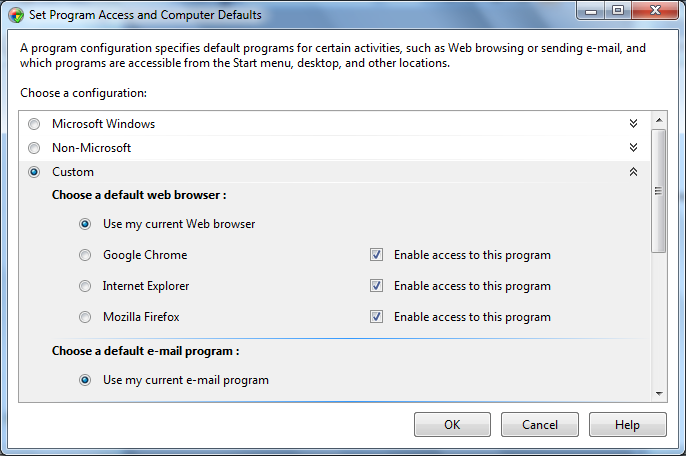 Set Program Access and Computer Defaults
A program configuration specifies default programs for certain activities, such as Web browsing or sending e-mail, and
which programs are accessible from the Start menu, desktop, and other locations.
Choose a configuration:
Microsoft Windows
Non-Microsoft
Custom
Choose a default web browser :
Use my current Web browser
Google Chrome Enable access to this program
Internet Explorer Enable access to this program
Mozilla Firefox Enable access to this program
Choose a default e-mail program :
Use my current e-mail program
OK Cancel Help